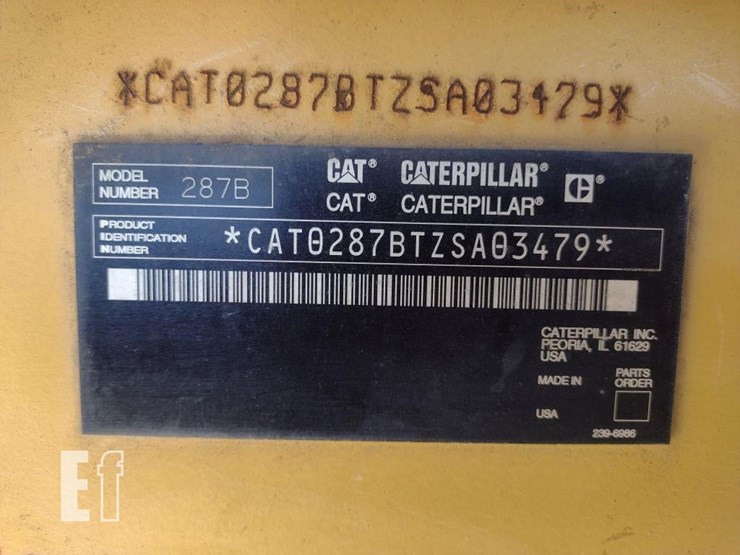 *CAT0287BTZSA03479*
MODEL NUMBER 287B
CAT® CATERPILLAR® C
CAT® CATERPILLAR®
PRODUCT IDENTIFICATION NUMBER *CAT0287BTZSA03479*
CATERPILLAR INC.
PEORIA, IL 61629
USA
MADE IN
USA
PARTS
ORDER
239-6986
Ef